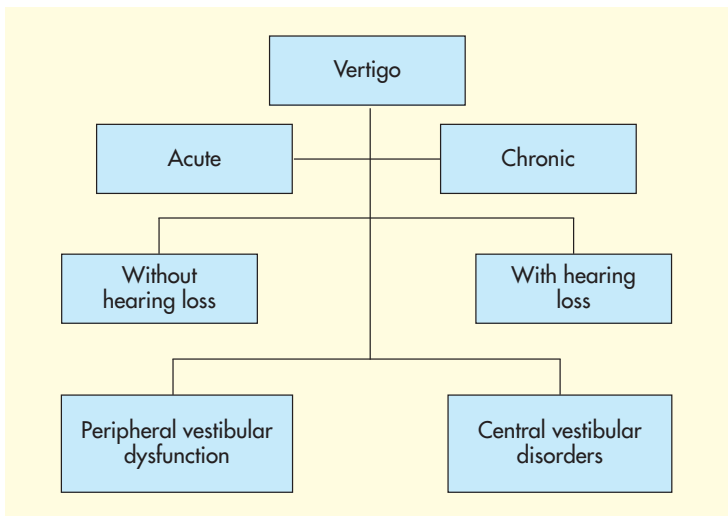 Vertigo
Acute
Chronic
Without
hearing loss
With hearing
loss
Peripheral vestibular
dysfunction
Central vestibular
disorders